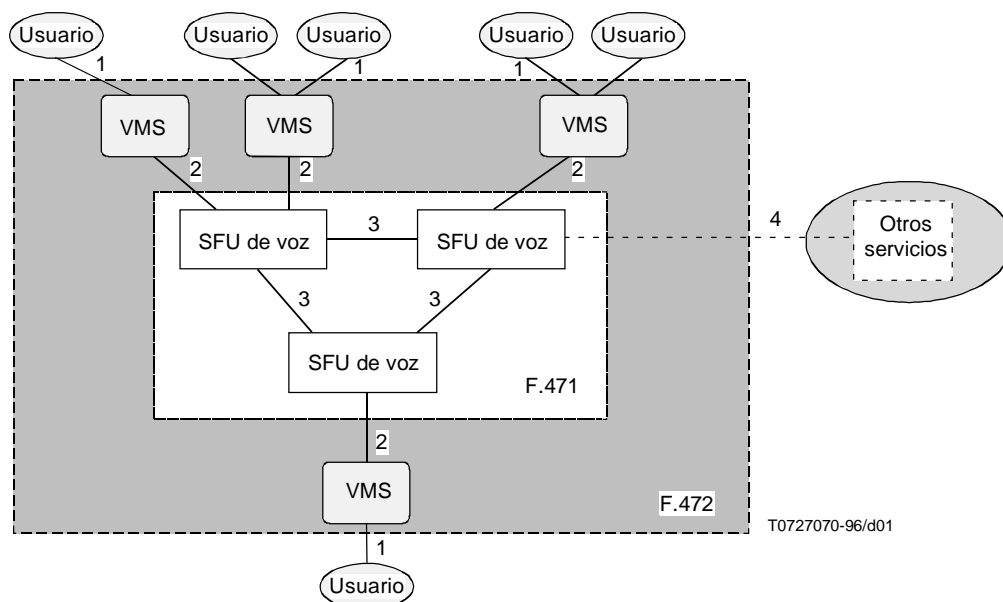 Usuario
Usuario
Usuario
Usuario
Usuario
1
1
1
VMS
VMS
VMS
2
2
2
4
SFU de voz
3
SFU de voz
Otros
servicios
3
3
SFU de voz
F.471
2
VMS
F.472
T0727070-96/d01
1
Usuario